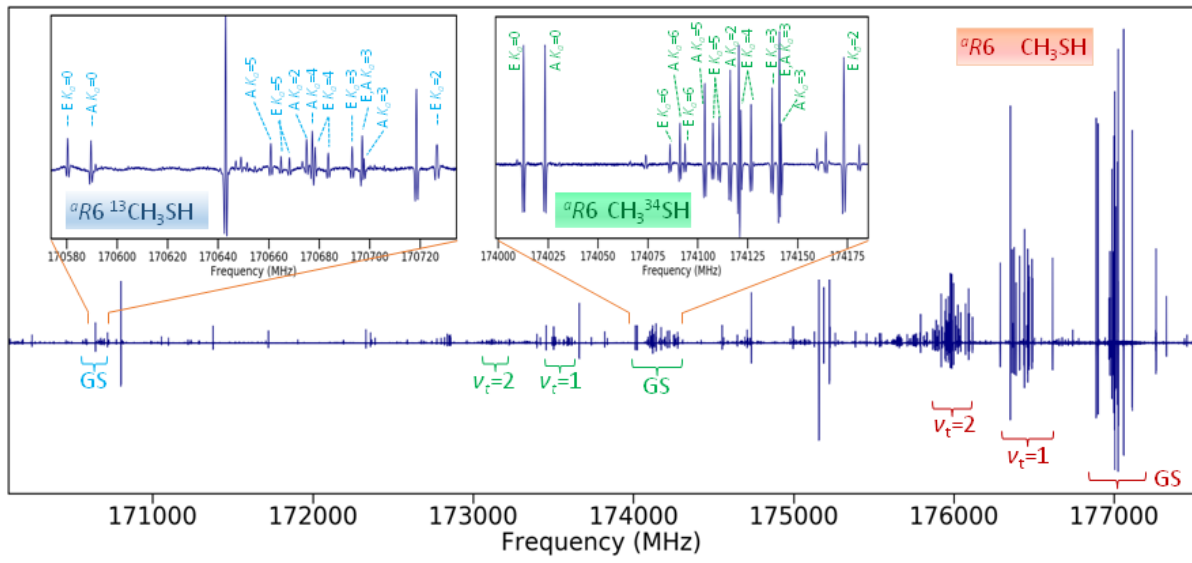 E Kₐ=0
A Kₐ=0
A Kₐ=5
E Kₐ=5
A Kₐ=2
A Kₐ=4
E Kₐ=4
E Kₐ=3
E,A Kₐ=3
A Kₐ=3
E Kₐ=2
ᵃR6 ¹³CH₃SH
170580 170600 170620 170640 170660 170680 170700 170720
Frequency (MHz)
E Kₐ=0
A Kₐ=0
E Kₐ=6
A Kₐ=6
E Kₐ=6
A Kₐ=5
E Kₐ=5
A Kₐ=2
E Kₐ=4
E Kₐ=3
E,A Kₐ=3
A Kₐ=3
E Kₐ=2
ᵃR6 CH₃³⁴SH
174000 174025 174050 174075 174100 174125 174150 174175
Frequency (MHz)
ᵃR6 CH₃SH
GS
νₜ=2
νₜ=1
GS
νₜ=2
νₜ=1
GS
171000 172000 173000 174000 175000 176000 177000
Frequency (MHz)